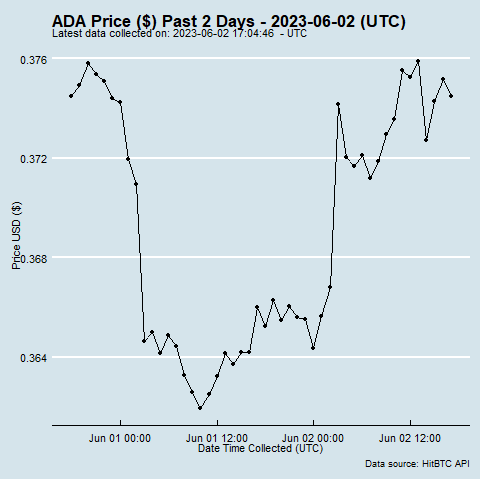 ADA Price ($) Past 2 Days - 2023-06-02 (UTC)
Latest data collected on: 2023-06-02 17:04:46 - UTC
0.376
0.372
0.368
0.364
Price USD ($)
Jun 01 00:00 Jun 01 12:00 Jun 02 00:00 Jun 02 12:00
Date Time Collected (UTC)
Data source: HitBTC API